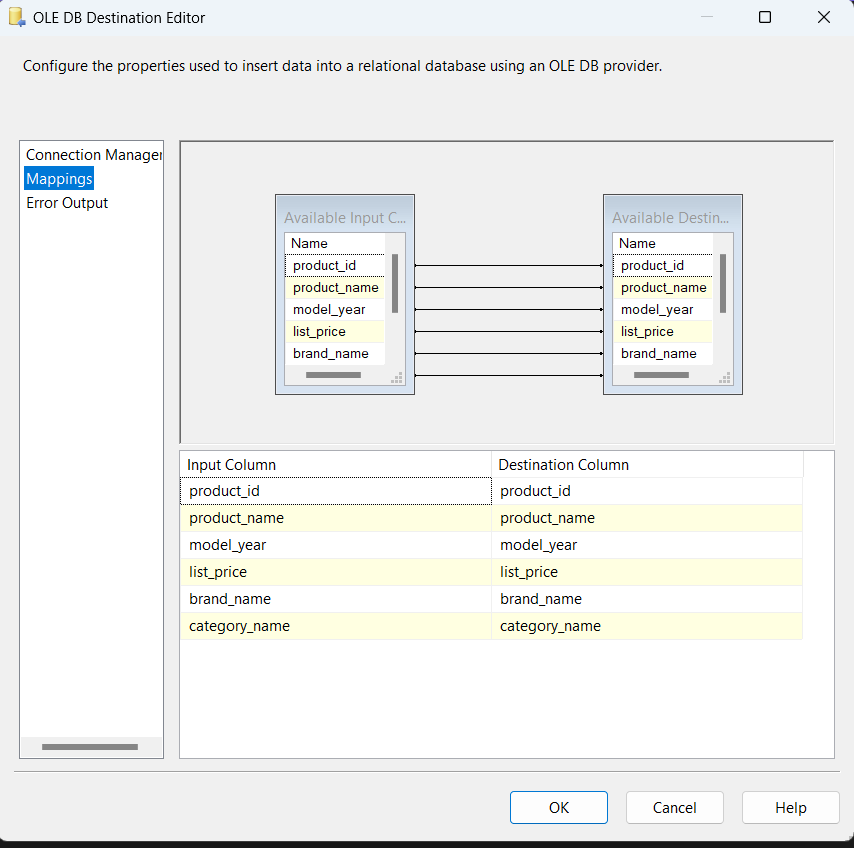 OLE DB Destination Editor
Configure the properties used to insert data into a relational database using an OLE DB provider.
Connection Manager
Mappings
Error Output
Available Input C...
Name
product_id
product_name
model_year
list_price
brand_name
Available Destin...
Name
product_id
product_name
model_year
list_price
brand_name
Input Column Destination Column
product_id product_id
product_name product_name
model_year model_year
list_price list_price
brand_name brand_name
category_name category_name
OK Cancel Help